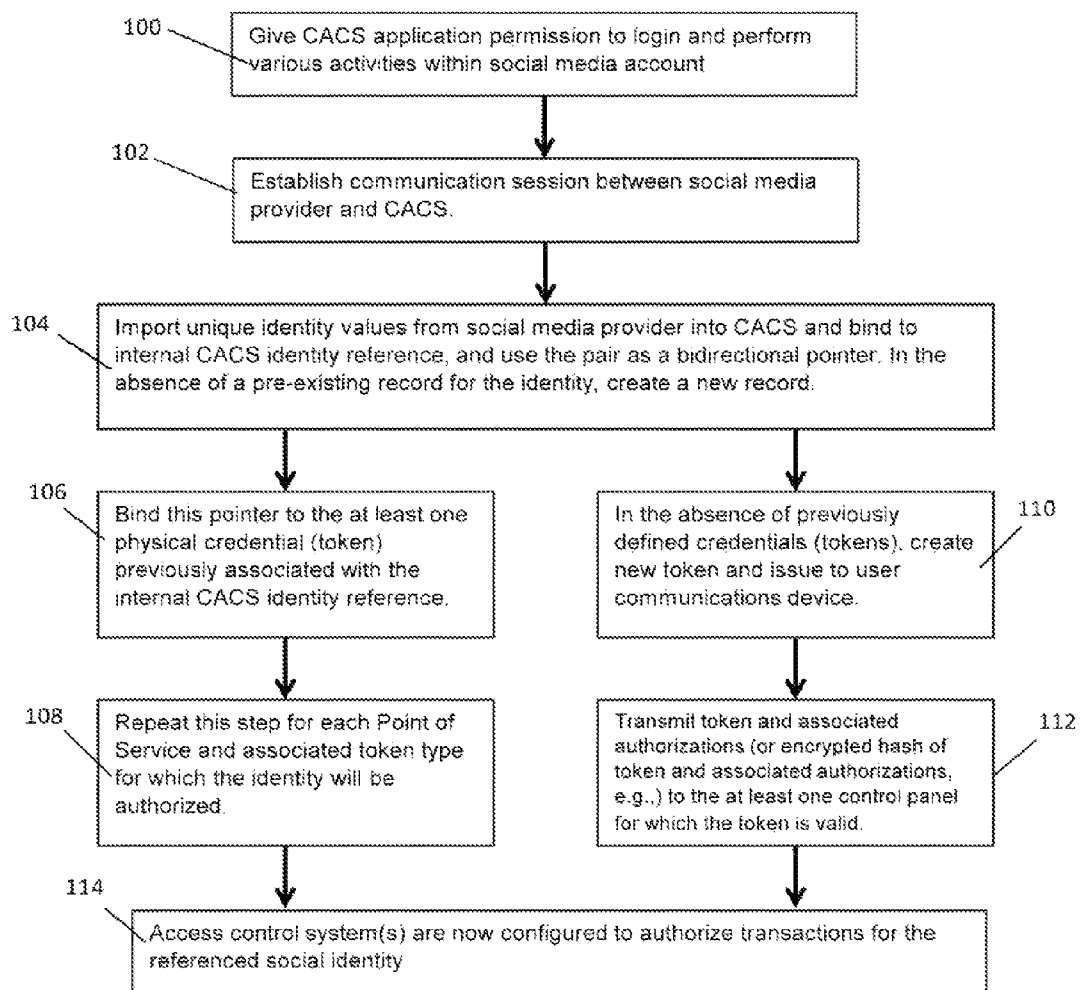 100
Give CACS application permission to login and perform
various activities within social media account
102
Establish communication session between social media
provider and CACS.
104
Import unique identity values from social media provider into CACS and bind to
internal CACS identity reference, and use the pair as a bidirectional pointer. In the
absence of a pre-existing record for the identity, create a new record.
106
Bind this pointer to the at least one
physical credential (token)
previously associated with the
internal CACS identity reference.
110
In the absence of previously
defined credentials (tokens), create
new token and issue to user
communications device.
108
Repeat this step for each Point of
Service and associated token type
for which the identity will be
authorized.
112
Transmit token and associated
authorizations (or encrypted hash of
token and associated authorizations,
e.g.,) to the at least one control panel
for which the token is valid.
114
Access control system(s) are now configured to authorize transactions for the
referenced social identity